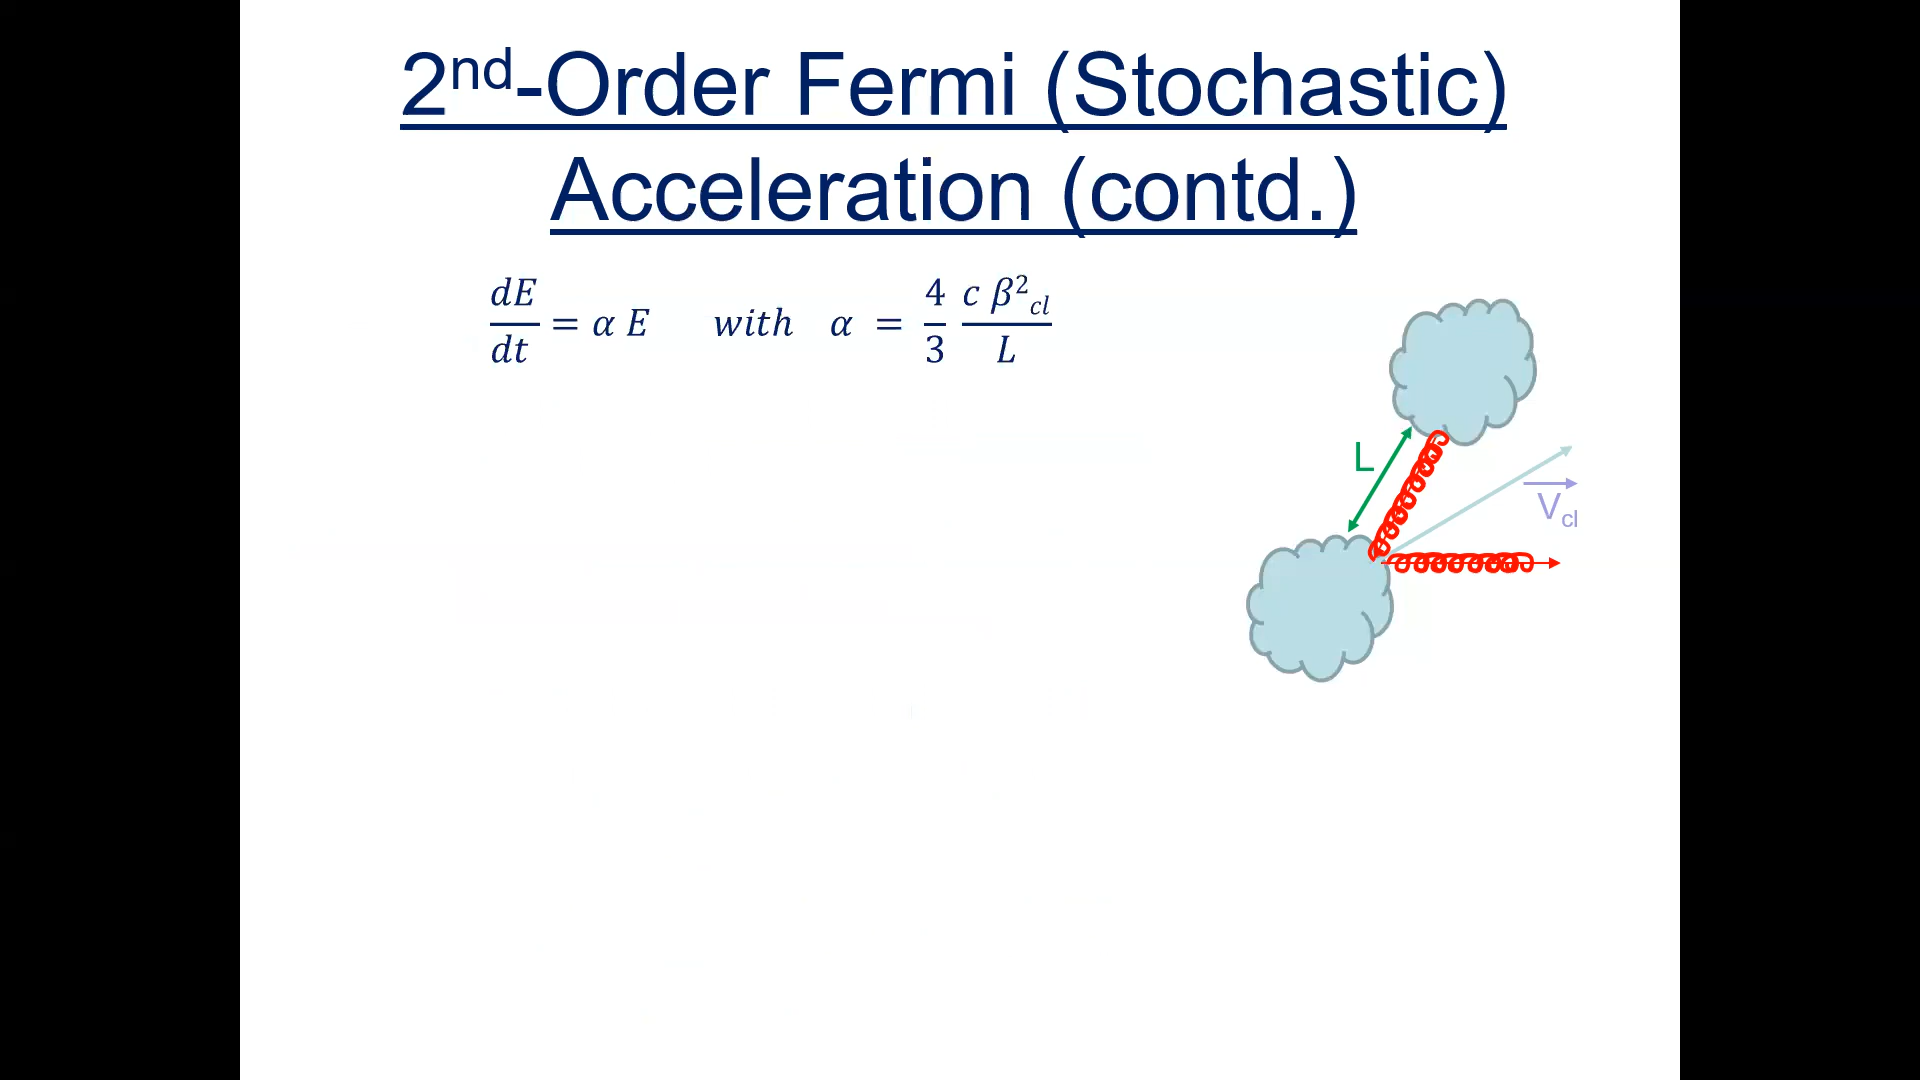 2nd-Order Fermi (Stochastic)
Acceleration (contd.)
dE/dt = α E with α = 4/3 c β²cl/L
L
Vcl